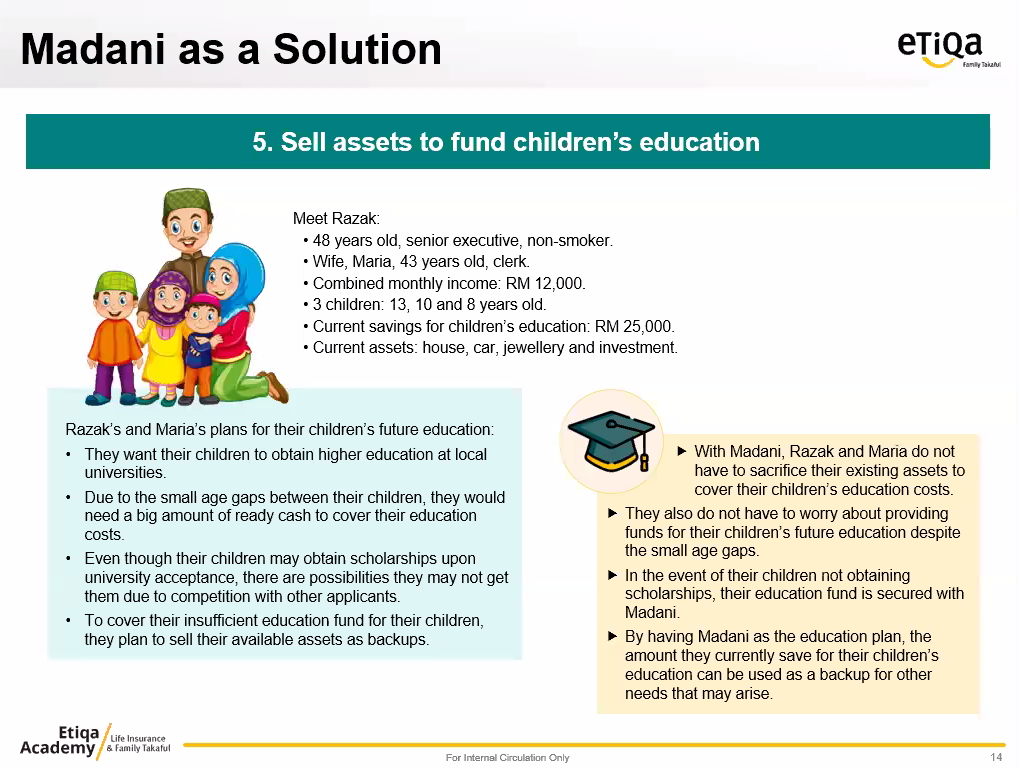 Madani as a Solution
eTiQa
Family Takaful
5. Sell assets to fund children’s education
Meet Razak:
• 48 years old, senior executive, non-smoker.
• Wife, Maria, 43 years old, clerk.
• Combined monthly income: RM 12,000.
• 3 children: 13, 10 and 8 years old.
• Current savings for children’s education: RM 25,000.
• Current assets: house, car, jewellery and investment.
Razak’s and Maria’s plans for their children’s future education:
• They want their children to obtain higher education at local
universities.
• Due to the small age gaps between their children, they would
need a big amount of ready cash to cover their education
costs.
• Even though their children may obtain scholarships upon
university acceptance, there are possibilities they may not get
them due to competition with other applicants.
• To cover their insufficient education fund for their children,
they plan to sell their available assets as backups.
▶ With Madani, Razak and Maria do not
have to sacrifice their existing assets to
cover their children’s education costs.
▶ They also do not have to worry about providing
funds for their children’s future education despite
the small age gaps.
▶ In the event of their children not obtaining
scholarships, their education fund is secured with
Madani.
▶ By having Madani as the education plan, the
amount they currently save for their children’s
education can be used as a backup for other
needs that may arise.
Etiqa
Academy
Life Insurance
& Family Takaful
For Internal Circulation Only
14